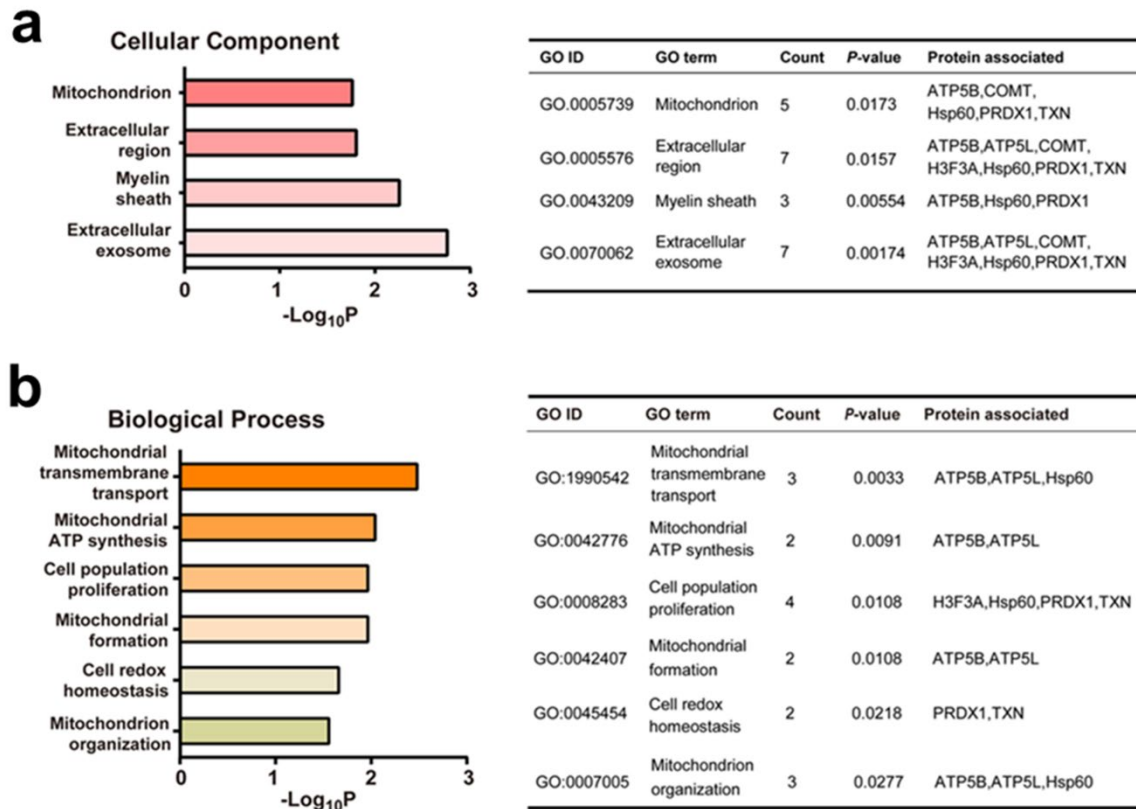 a
Cellular Component
Mitochondrion
Extracellular
region
Myelin
sheath
Extracellular
exosome
0 1 2 3
-Log10P
GO ID GO term Count P-value Protein associated
GO.0005739 Mitochondrion 5 0.0173 ATP5B,COMT,
Hsp60,PRDX1,TXN
GO.0005576 Extracellular
region 7 0.0157 ATP5B,ATP5L,COMT,
H3F3A,Hsp60,PRDX1,TXN
GO.0043209 Myelin sheath 3 0.00554 ATP5B,Hsp60,PRDX1
GO.0070062 Extracellular
exosome 7 0.00174 ATP5B,ATP5L,COMT,
H3F3A,Hsp60,PRDX1,TXN
b
Biological Process
Mitochondrial
transmembrane
transport
Mitochondrial
ATP synthesis
Cell population
proliferation
Mitochondrial
formation
Cell redox
homeostasis
Mitochondrion
organization
0 1 2 3
-Log10P
GO ID GO term Count P-value Protein associated
GO:1990542 Mitochondrial
transmembrane
transport 3 0.0033 ATP5B,ATP5L,Hsp60
GO:0042776 Mitochondrial
ATP synthesis 2 0.0091 ATP5B,ATP5L
GO:0008283 Cell population
proliferation 4 0.0108 H3F3A,Hsp60,PRDX1,TXN
GO:0042407 Mitochondrial
formation 2 0.0108 ATP5B,ATP5L
GO:0045454 Cell redox
homeostasis 2 0.0218 PRDX1,TXN
GO:0007005 Mitochondrion
organization 3 0.0277 ATP5B,ATP5L,Hsp60